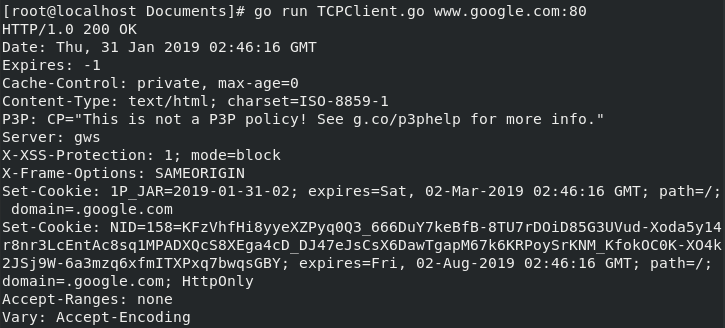 [root@localhost Documents]# go run TCPClient.go www.google.com:80
HTTP/1.0 200 OK
Date: Thu, 31 Jan 2019 02:46:16 GMT
Expires: -1
Cache-Control: private, max-age=0
Content-Type: text/html; charset=ISO-8859-1
P3P: CP="This is not a P3P policy! See g.co/p3phelp for more info."
Server: gws
X-XSS-Protection: 1; mode=block
X-Frame-Options: SAMEORIGIN
Set-Cookie: 1P_JAR=2019-01-31-02; expires=Sat, 02-Mar-2019 02:46:16 GMT; path=/;
 domain=.google.com
Set-Cookie: NID=158=KFzVhfHi8yyeXZPyq0Q3_666DuY7keBfB-8TU7rDOiD85G3UVud-Xoda5y14
r8nr3LcEntAc8sq1MPADXQcS8XEga4cD_DJ47eJsCsX6DawTgapM67k6KRPoySrKNM_KfokOC0K-XO4k
2JSj9W-6a3mzq6xfmITXPxq7bwqsGBY; expires=Fri, 02-Aug-2019 02:46:16 GMT; path=/;
domain=.google.com; HttpOnly
Accept-Ranges: none
Vary: Accept-Encoding